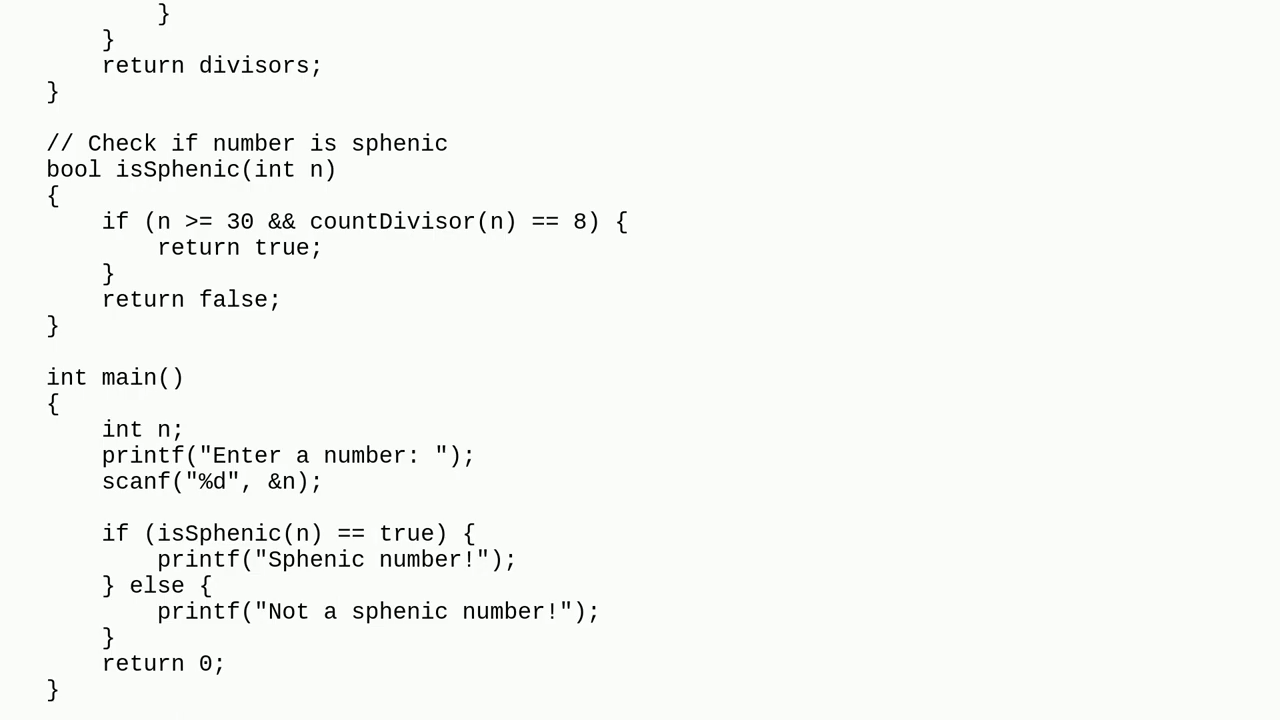 }
    }
    return divisors;
}

// Check if number is sphenic
bool isSphenic(int n)
{
    if (n >= 30 && countDivisor(n) == 8) {
        return true;
    }
    return false;
}

int main()
{
    int n;
    printf("Enter a number: ");
    scanf("%d", &n);

    if (isSphenic(n) == true) {
        printf("Sphenic number!");
    } else {
        printf("Not a sphenic number!");
    }
    return 0;
}